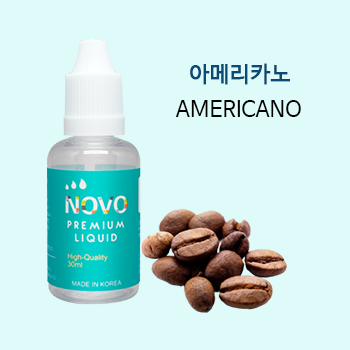 아메리카노
AMERICANO
NOVO
PREMIUM
LIQUID
High-Quality
30ml
MADE IN KOREA